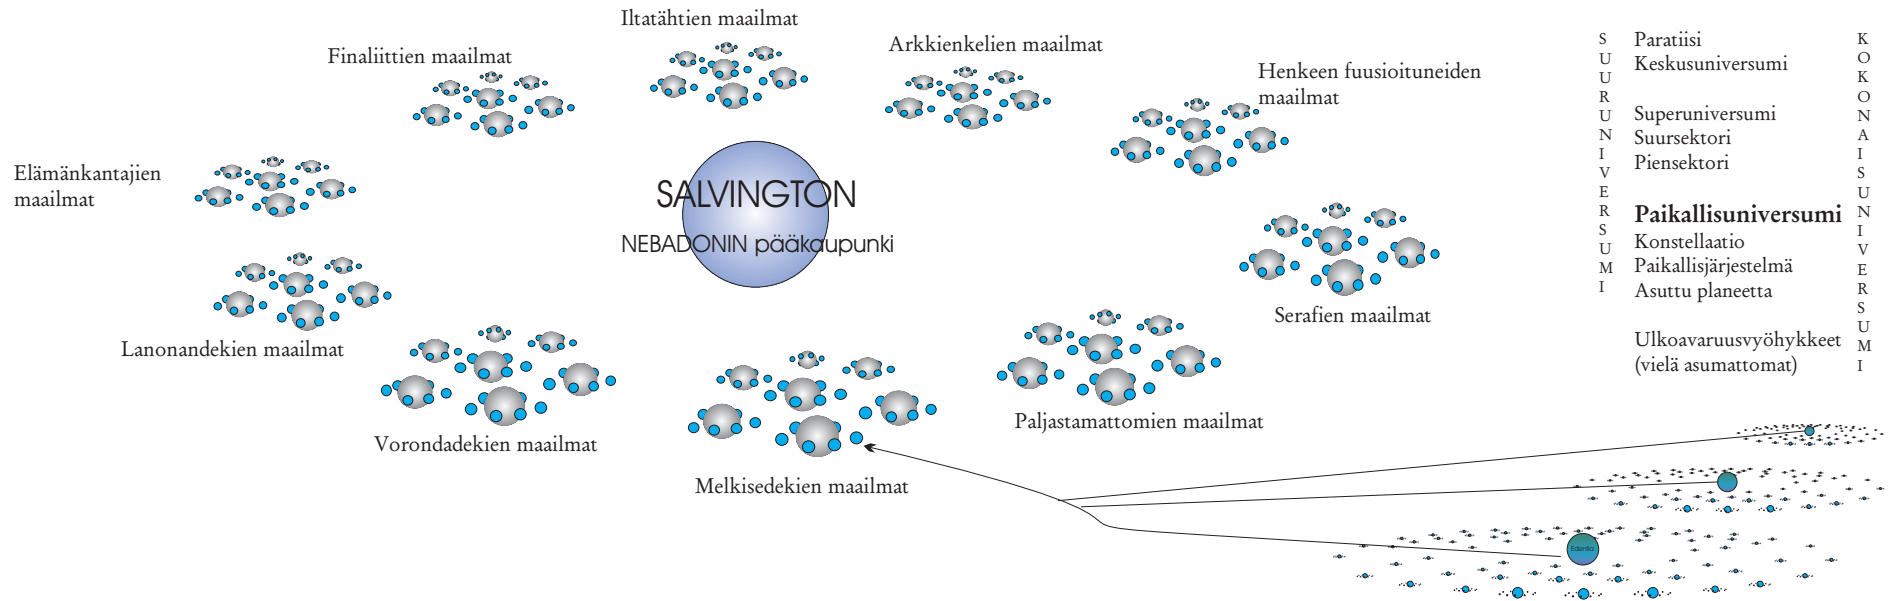 Iltatähtien maailmat
Finaliittien maailmat
Arkkienkelien maailmat
Henkeen fuusioituneiden
maailmat
Elämänkantajien
maailmat
SALVINGTON
NEBADONIN pääkaupunki
Lanonandekien maailmat
Serafien maailmat
Vorondadekien maailmat
Paljastamattomien maailmat
Melkisedekien maailmat
SUURUNIVERSUMI
Paratiisi
Keskusuniversumi
Superuniversumi
Suursektori
Piensektori
Paikallisuniversumi
Konstellaatio
Paikallisjärjestelmä
Asuttu planeetta
Ulkoavaruusvyöhykkeet
(vielä asumattomat)
KOKONAISUNIVERSUMI
Edentia